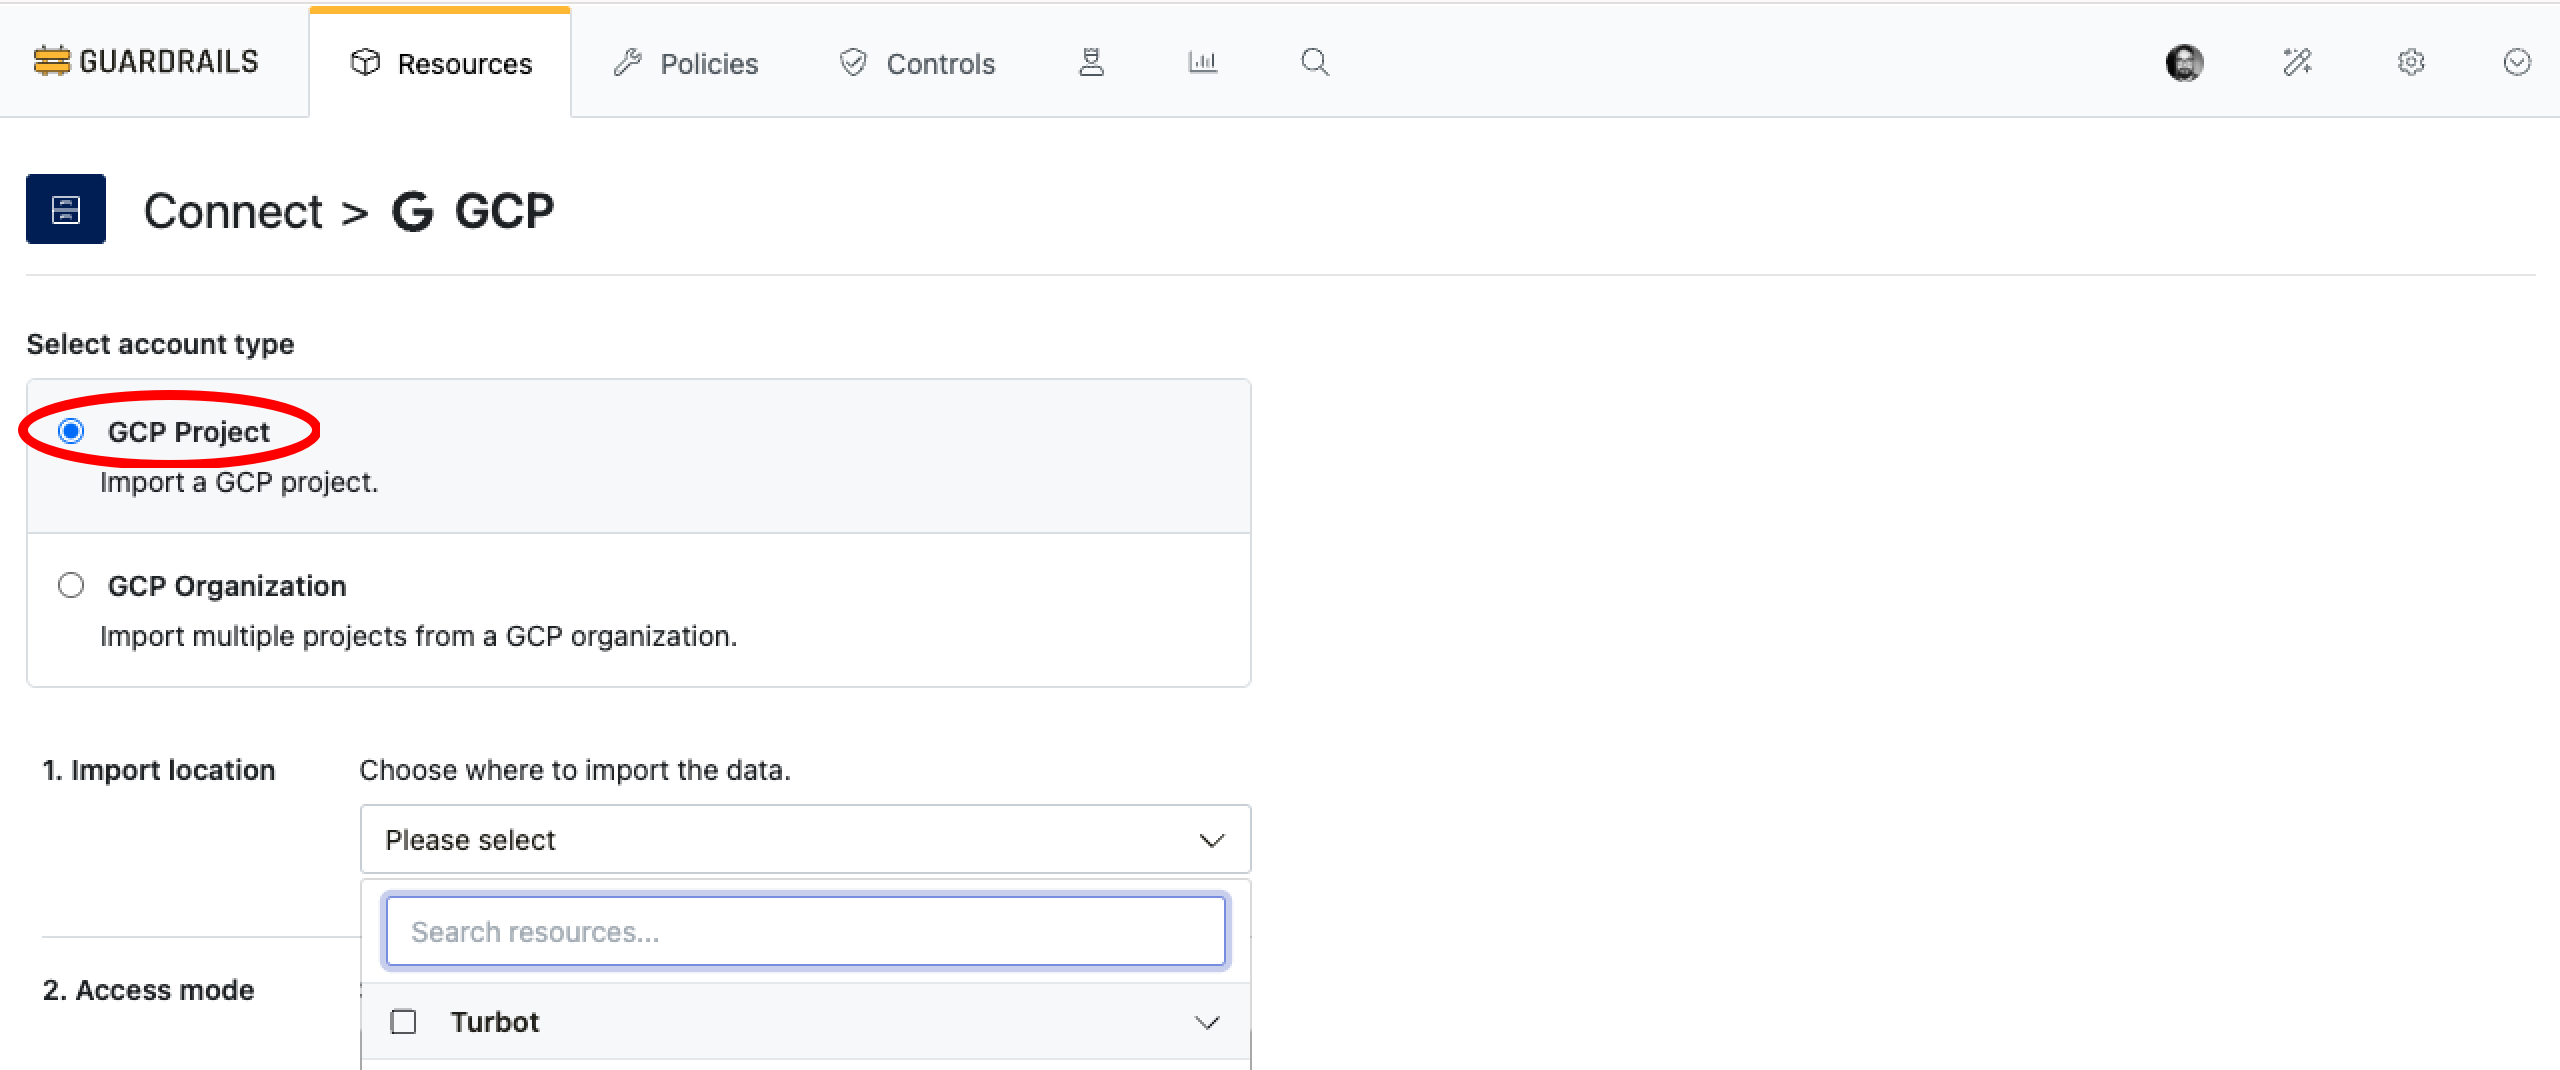 GUARDRAILS Resources Policies Controls
Connect > G GCP
Select account type
GCP Project
Import a GCP project.
GCP Organization
Import multiple projects from a GCP organization.
1. Import location Choose where to import the data.
Please select
Search resources...
2. Access mode
Turbot